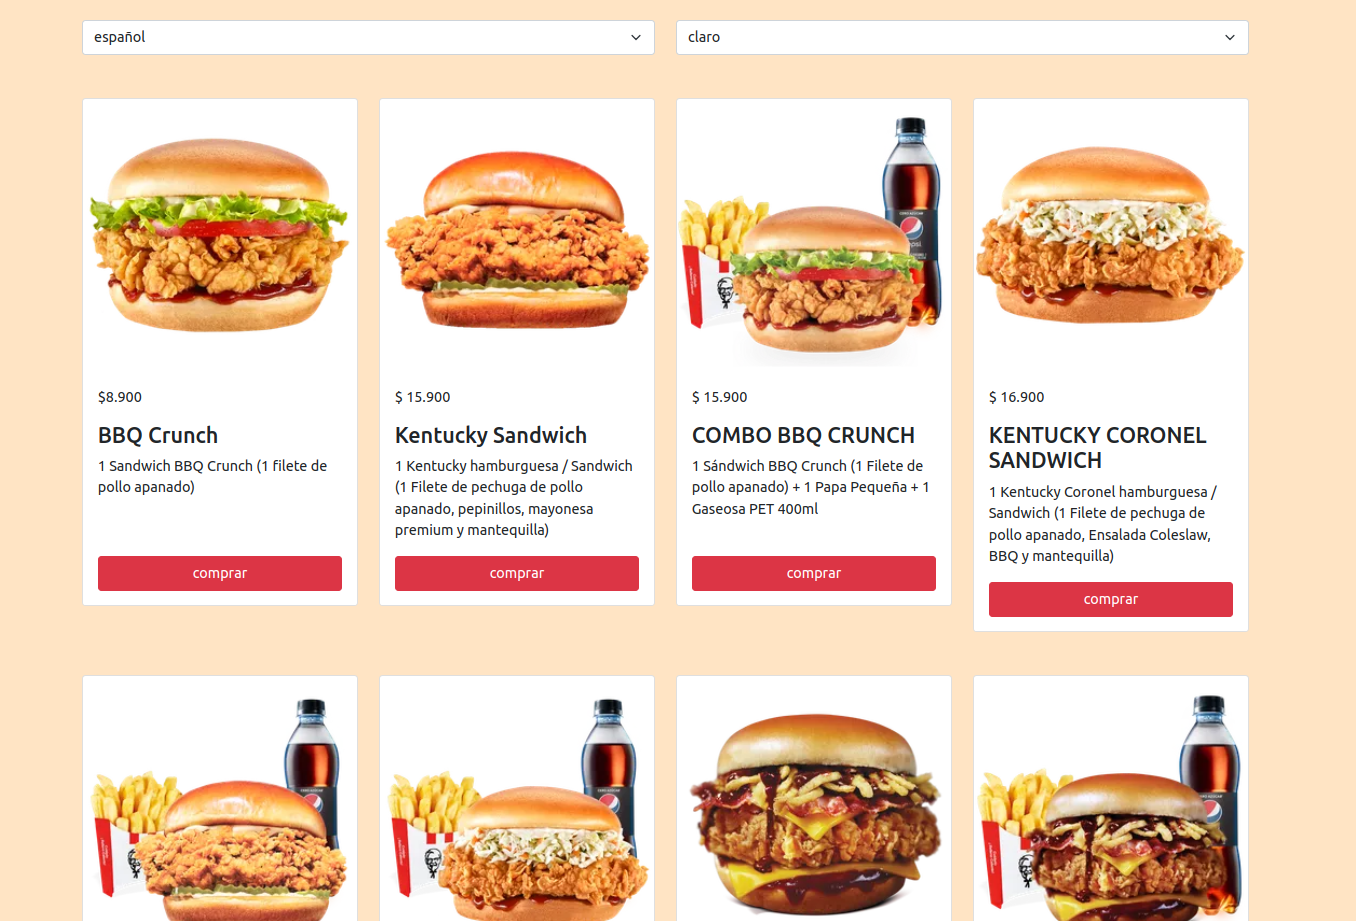 español
claro
$8.900
BBQ Crunch
1 Sandwich BBQ Crunch (1 filete de
pollo apanado)
comprar
$ 15.900
Kentucky Sandwich
1 Kentucky hamburguesa / Sandwich
(1 Filete de pechuga de pollo
apanado, pepinillos, mayonesa
premium y mantequilla)
comprar
$ 15.900
COMBO BBQ CRUNCH
1 Sándwich BBQ Crunch (1 Filete de
pollo apanado) + 1 Papa Pequeña + 1
Gaseosa PET 400ml
comprar
$ 16.900
KENTUCKY CORONEL
SANDWICH
1 Kentucky Coronel hamburguesa /
Sandwich (1 Filete de pechuga de
pollo apanado, Ensalada Coleslaw,
BBQ y mantequilla)
comprar